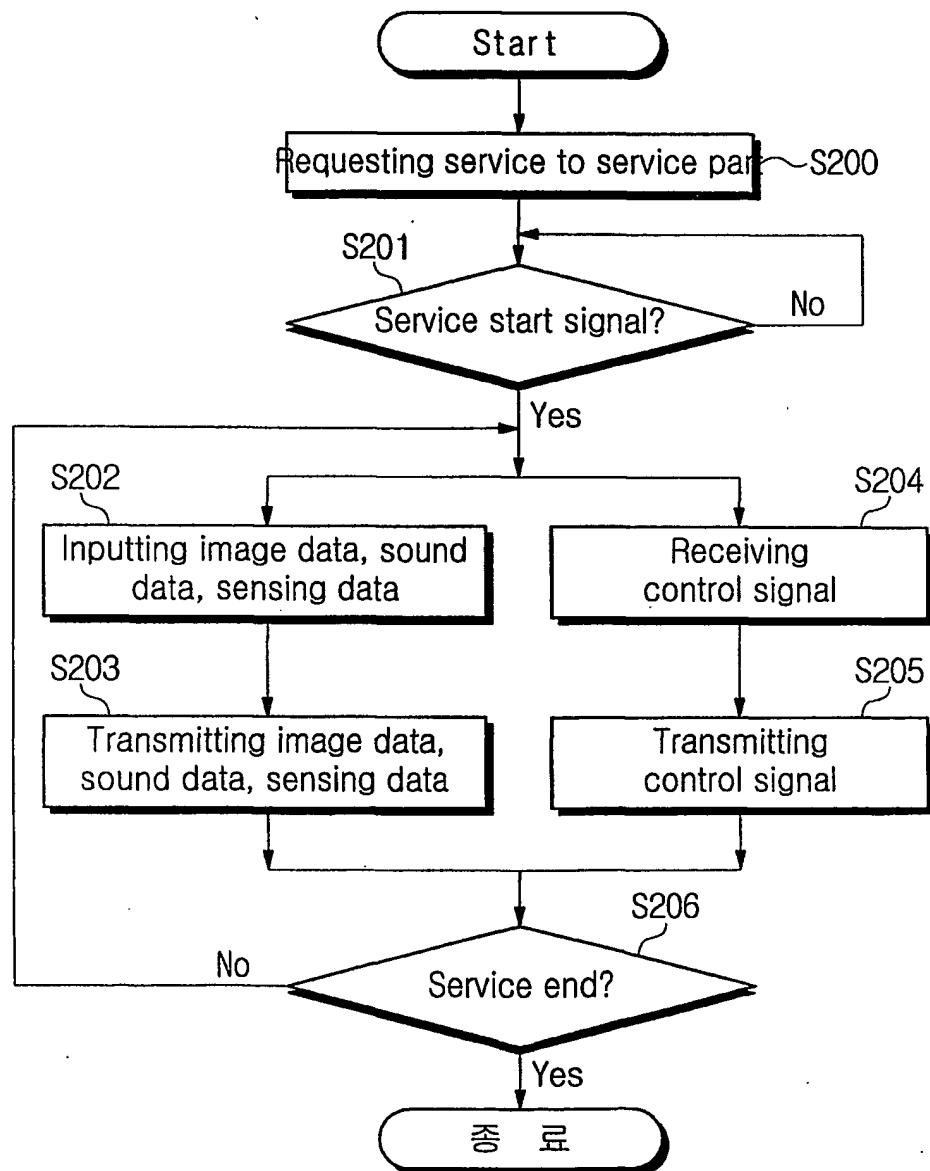 Start
Requesting service to service part
S200
S201
Service start signal?
No
Yes
S202
Inputting image data, sound
data, sensing data
S204
Receiving
control signal
S203
Transmitting image data,
sound data, sensing data
S205
Transmitting
control signal
S206
Service end?
No
Yes
종 료